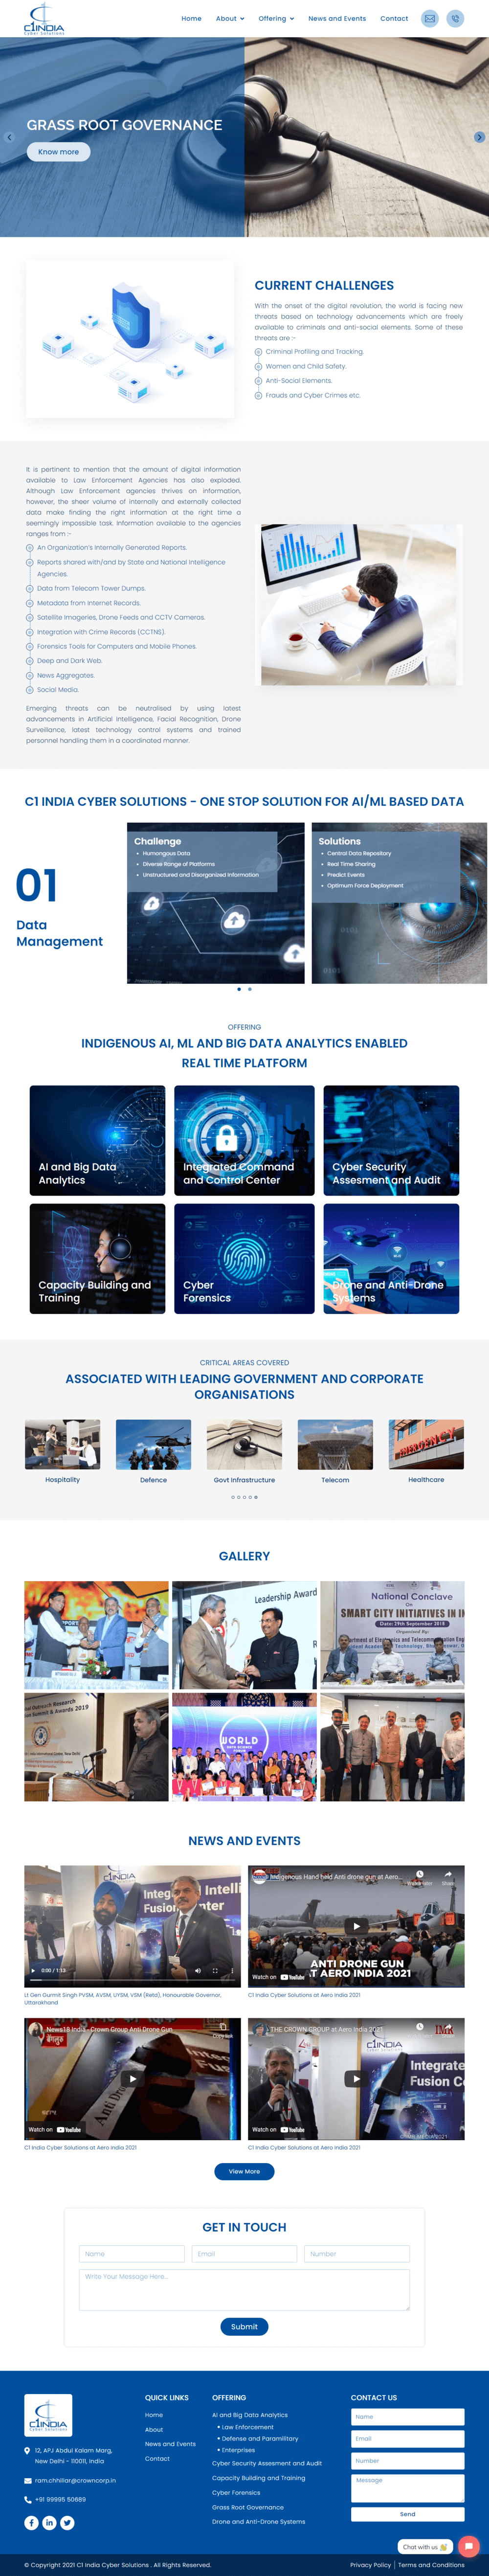 C1INDIA
Cyber Solutions
Home
About
Offering
News and Events
Contact
GRASS ROOT GOVERNANCE
Know more
CURRENT CHALLENGES
With the onset of the digital revolution, the world is facing new
threats based on technology advancements which are freely
available to criminals and anti-social elements. Some of these
threats are :-
Criminal Profiling and Tracking.
Women and Child Safety.
Anti-Social Elements.
Frauds and Cyber Crimes etc.
It is pertinent to mention that the amount of digital information
available to Law Enforcement Agencies has also exploded.
Although Law Enforcement agencies thrives on information,
however, the sheer volume of internally and externally collected
data make finding the right information at the right time a
seemingly impossible task. Information available to the agencies
ranges from :-
An Organization's Internally Generated Reports.
Reports shared with/and by State and National Intelligence
Agencies.
Data from Telecom Tower Dumps.
Metadata from Internet Records.
Satellite Imageries, Drone Feeds and CCTV Cameras.
Integration with Crime Records (CCTNS).
Forensics Tools for Computers and Mobile Phones.
Deep and Dark Web.
News Aggregates.
Social Media.
Emerging threats can be neutralised by using latest
advancements in Artificial Intelligence, Facial Recognition, Drone
Surveillance, latest technology control systems and trained
personnel handling them in a coordinated manner.
C1 INDIA CYBER SOLUTIONS - ONE STOP SOLUTION FOR AI/ML BASED DATA
01
Data
Management
Challenge
Humongous Data
Diverse Range of Platforms
Unstructured and Disorganized Information
Solutions
Central Data Repository
Real Time Sharing
Predict Events
Optimum Force Deployment
OFFERING
INDIGENOUS AI, ML AND BIG DATA ANALYTICS ENABLED
REAL TIME PLATFORM
AI and Big Data
Analytics
Integrated Command
and Control Center
Cyber Security
Assesment and Audit
Capacity Building and
Training
Cyber
Forensics
Drone and Anti-Drone
Systems
CRITICAL AREAS COVERED
ASSOCIATED WITH LEADING GOVERNMENT AND CORPORATE
ORGANISATIONS
EMERGENCY
Hospitality
Defence
Govt Infrastructure
Telecom
Healthcare
GALLERY
Leadership Award
National Conclave
On
SMART CITY INITIATIVES IN
Date: 29th September 2018
WORLD
NEWS AND EVENTS
C1INDIA
0:00 / 1:13
Indigenous Hand held Anti drone gun at Aero...
ANTI DRONE GUN
AT AERO INDIA 2021
Watch on YouTube
Lt Gen Gurmit Singh PVSM, AVSM, UYSM, VSM (Retd), Honourable Governor,
Uttarakhand
C1 India Cyber Solutions at Aero India 2021
News18 India - Crown Group Anti Drone Gun
Watch on YouTube
THE CROWN GROUP at Aero India 2021
C1INDIA
Watch on YouTube
C1 India Cyber Solutions at Aero India 2021
C1 India Cyber Solutions at Aero India 2021
View More
GET IN TOUCH
Name
Email
Number
Write Your Message Here...
Submit
C1INDIA
Cyber Solutions
12, APJ Abdul Kalam Marg,
New Delhi - 110011, India
ram.chhillar@crowncorp.in
+91 99995 50689
QUICK LINKS
Home
About
News and Events
Contact
OFFERING
AI and Big Data Analytics
Law Enforcement
Defense and Paramilitary
Enterprises
Cyber Security Assesment and Audit
Capacity Building and Training
Cyber Forensics
Grass Root Governance
Drone and Anti-Drone Systems
CONTACT US
Name
Email
Number
Message
Send
Chat with us
© Copyright 2021 C1 India Cyber Solutions . All Rights Reserved.
Privacy Policy | Terms and Conditions